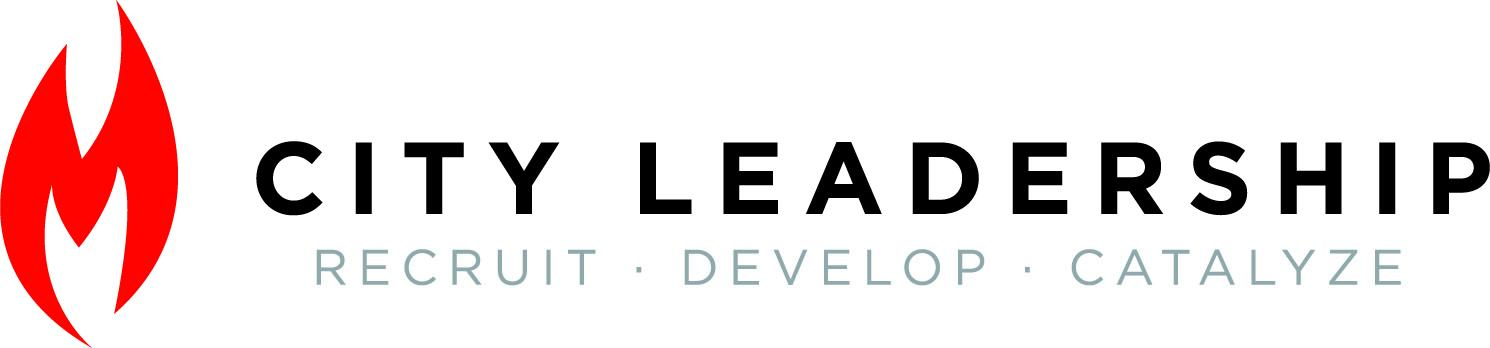 CITY LEADERSHIP
RECRUIT · DEVELOP · CATALYZE